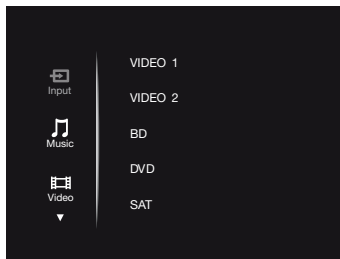 Input
Music
Video
VIDEO 1
VIDEO 2
BD
DVD
SAT